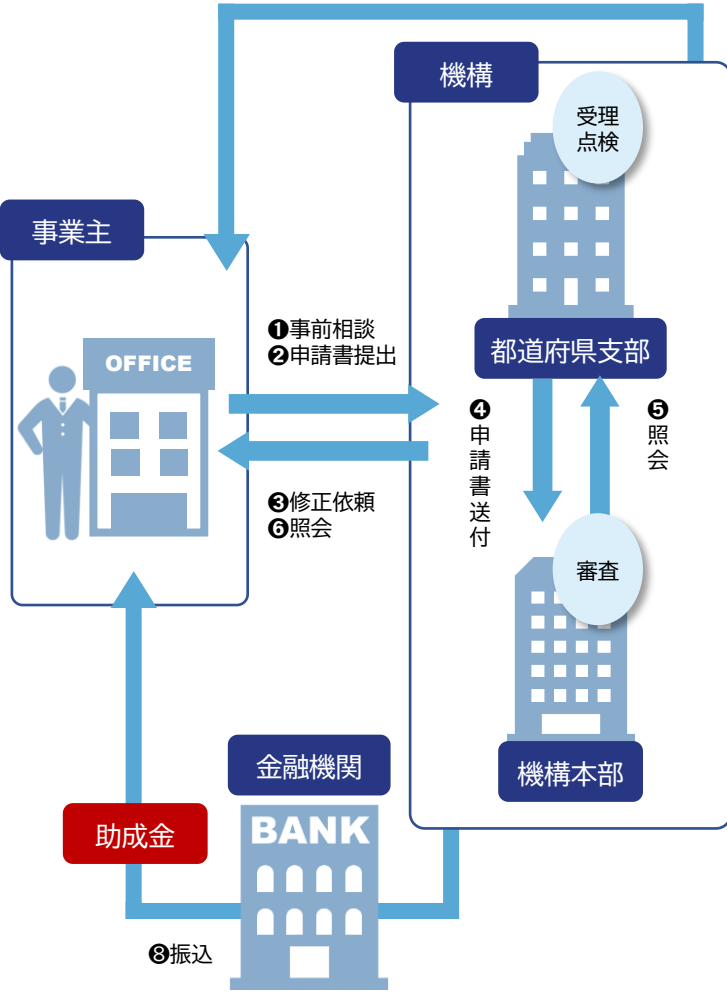 機構
受理
点検
事業主
❶事前相談
❷申請書提出
OFFICE
都道府県支部
❹申請書送付
❺照会
❸修正依頼
❻照会
審査
金融機関
機構本部
BANK
助成金
❽振込